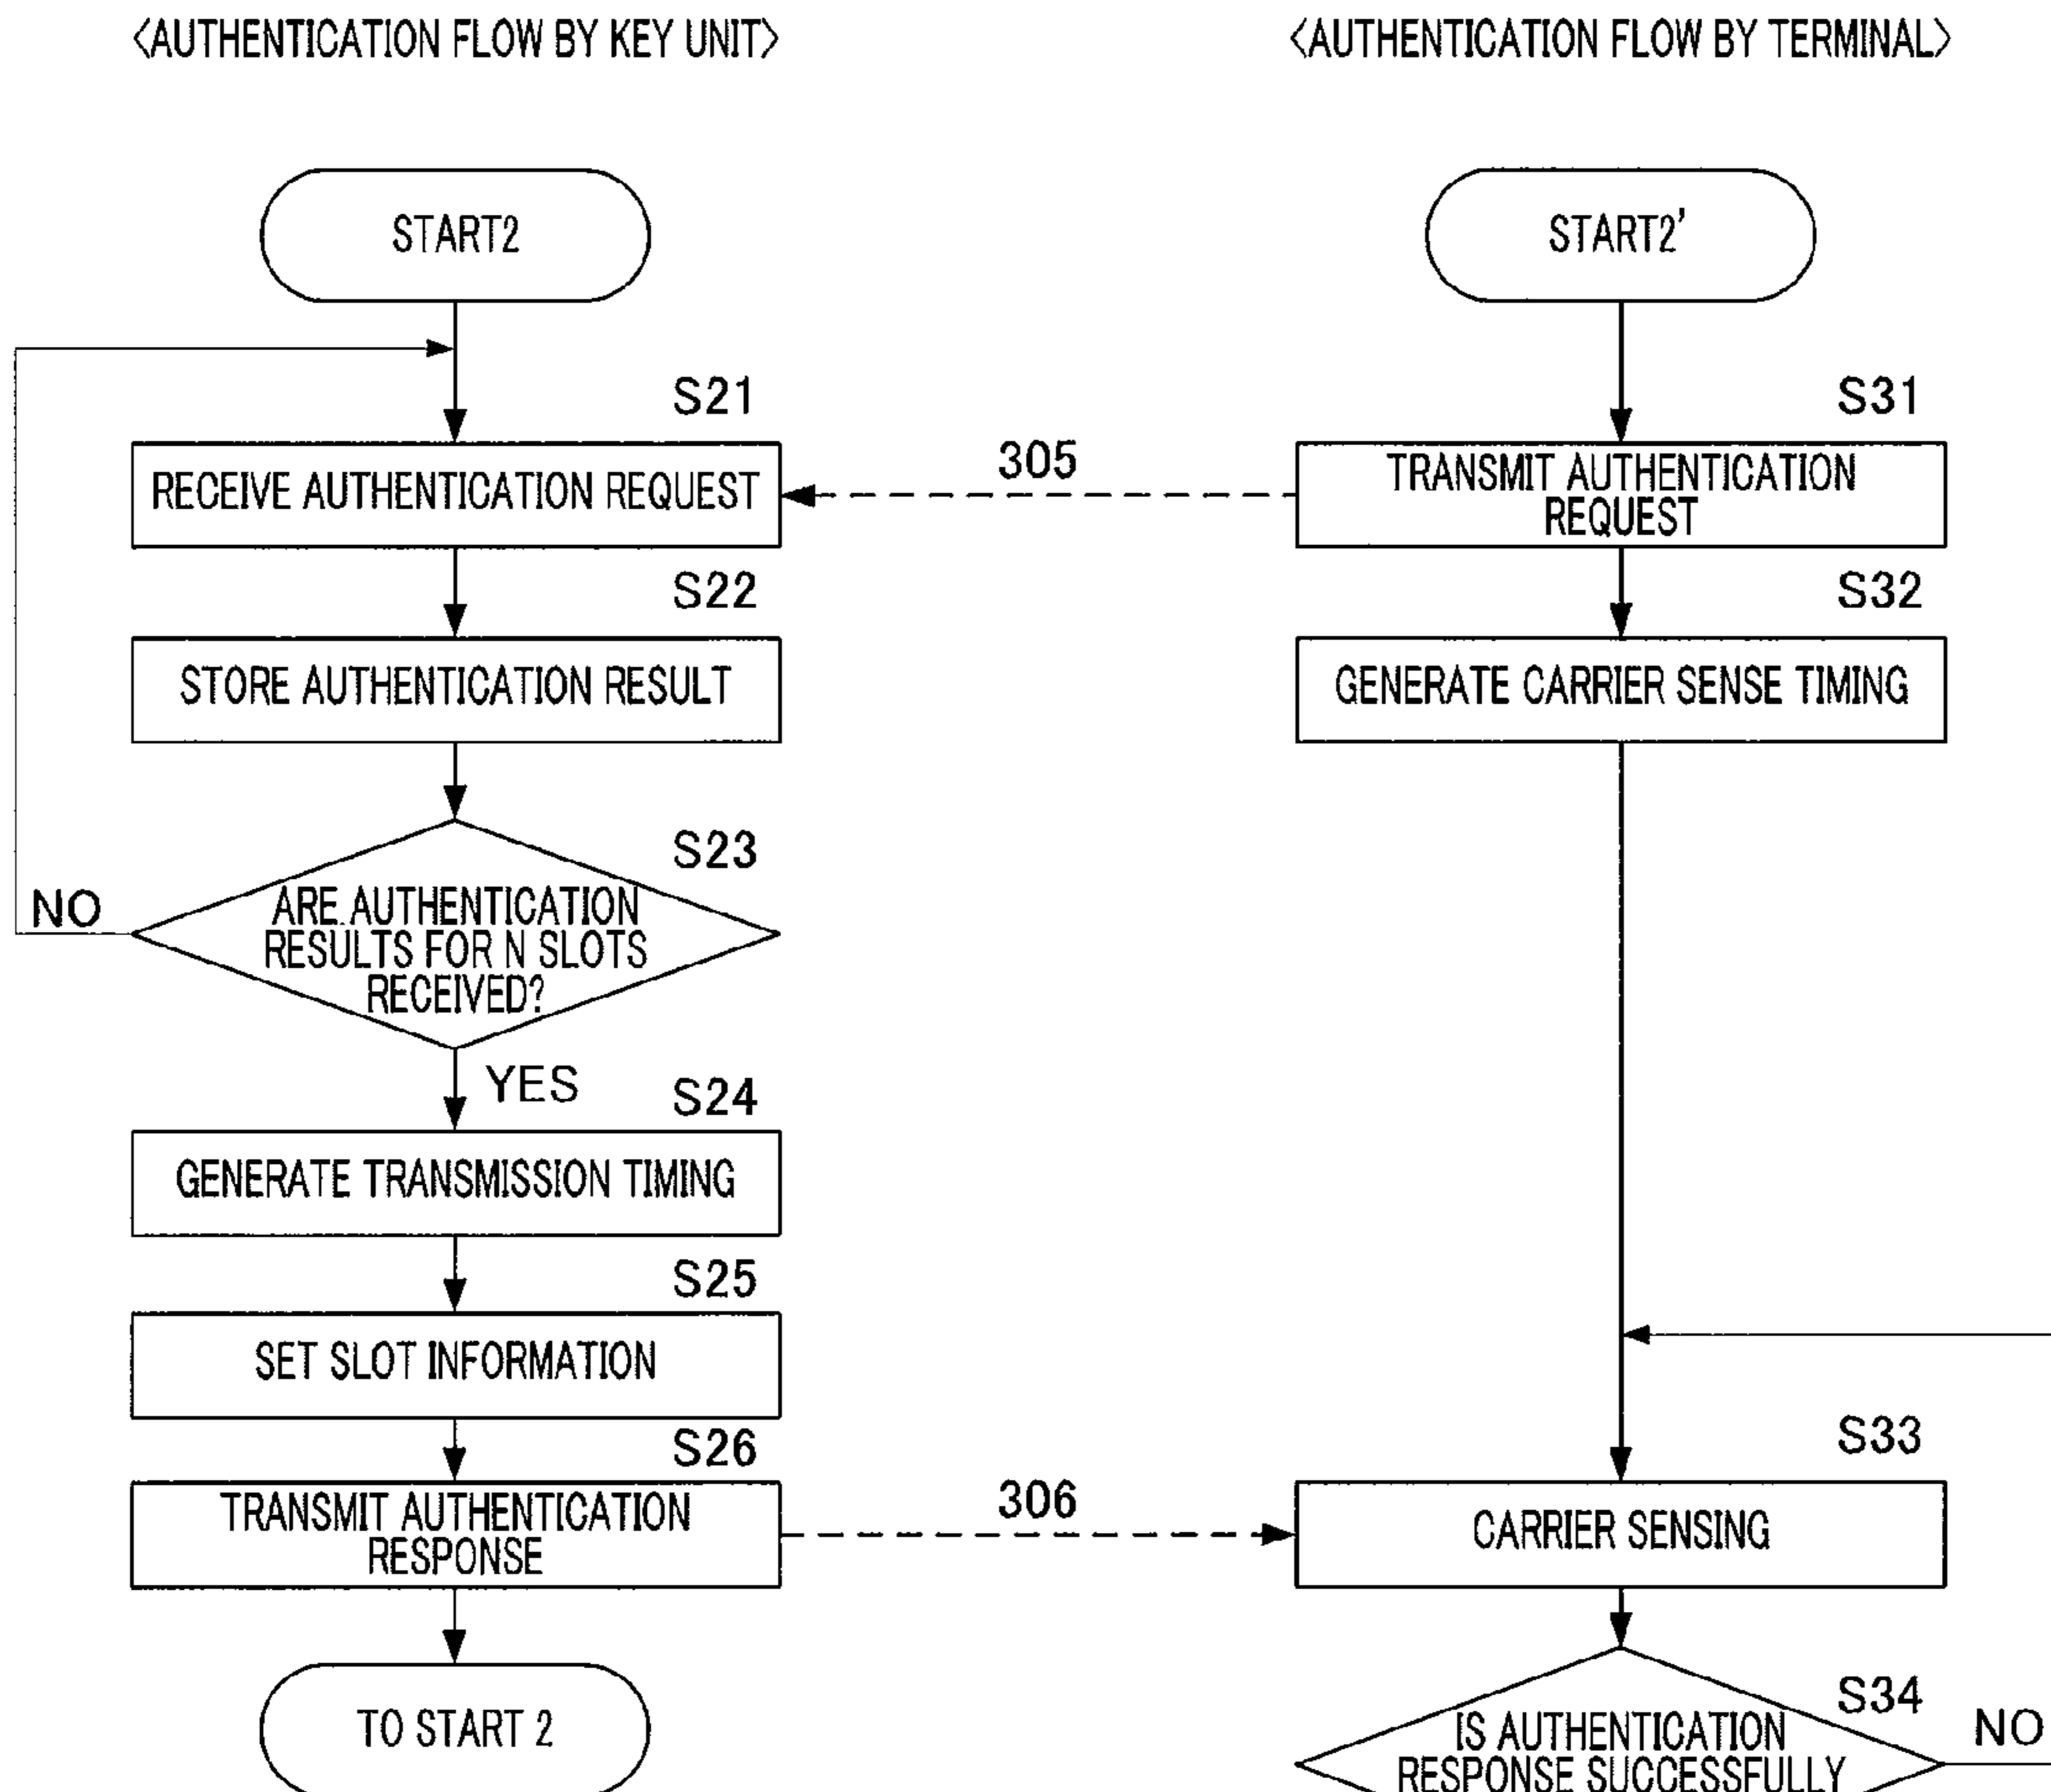 <AUTHENTICATION FLOW BY KEY UNIT>
START2
S21
RECEIVE AUTHENTICATION REQUEST
S22
STORE AUTHENTICATION RESULT
S23
ARE AUTHENTICATION
RESULTS FOR N SLOTS
RECEIVED?
NO
YES
S24
GENERATE TRANSMISSION TIMING
S25
SET SLOT INFORMATION
S26
TRANSMIT AUTHENTICATION
RESPONSE
TO START 2
305
306
<AUTHENTICATION FLOW BY TERMINAL>
START2'
S31
TRANSMIT AUTHENTICATION
REQUEST
S32
GENERATE CARRIER SENSE TIMING
S33
CARRIER SENSING
S34
IS AUTHENTICATION
RESPONSE SUCCESSFULLY
NO